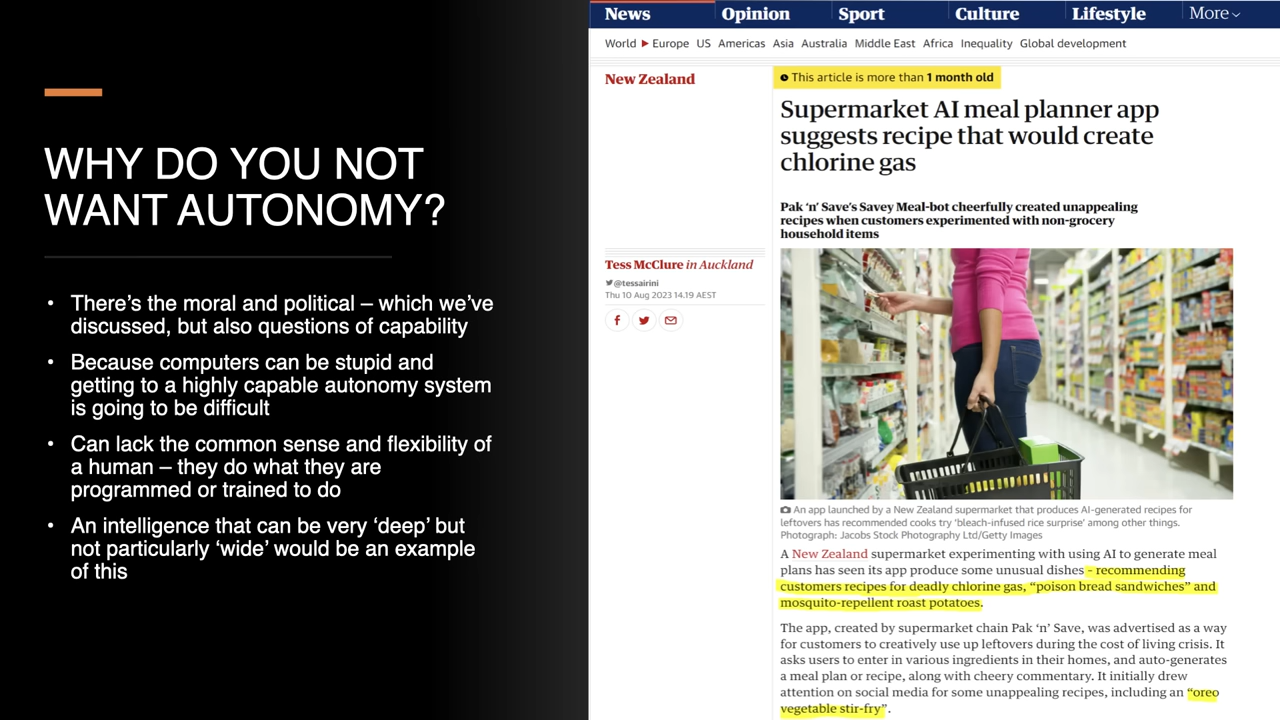 WHY DO YOU NOT
WANT AUTONOMY?
• There’s the moral and political – which we’ve
discussed, but also questions of capability
• Because computers can be stupid and
getting to a highly capable autonomy system
is going to be difficult
• Can lack the common sense and flexibility of
a human – they do what they are
programmed or trained to do
• An intelligence that can be very ‘deep’ but
not particularly ‘wide’ would be an example
of this
News Opinion Sport Culture Lifestyle More
World Europe US Americas Asia Australia Middle East Africa Inequality Global development
New Zealand
This article is more than 1 month old
Supermarket AI meal planner app
suggests recipe that would create
chlorine gas
Pak ‘n’ Save’s Savey Meal-bot cheerfully created unappealing
recipes when customers experimented with non-grocery
household items
Tess McClure in Auckland
@tessairini
Thu 10 Aug 2023 14.19 AEST
An app launched by a New Zealand supermarket that produces AI-generated recipes for
leftovers has recommended cooks try ‘bleach-infused rice surprise’ among other things.
Photograph: Jacobs Stock Photography Ltd/Getty Images
A New Zealand supermarket experimenting with using AI to generate meal
plans has seen its app produce some unusual dishes – recommending
customers recipes for deadly chlorine gas, “poison bread sandwiches” and
mosquito-repellent roast potatoes.
The app, created by supermarket chain Pak ‘n’ Save, was advertised as a way
for customers to creatively use up leftovers during the cost of living crisis. It
asks users to enter in various ingredients in their homes, and auto-generates
a meal plan or recipe, along with cheery commentary. It initially drew
attention on social media for some unappealing recipes, including an “oreo
vegetable stir-fry”.